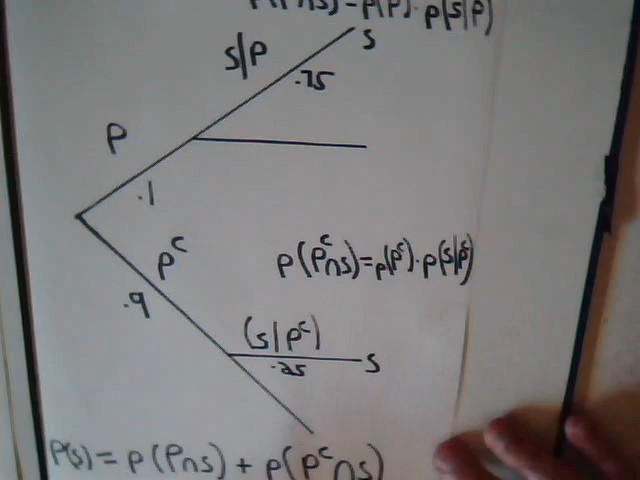 P(P∩S) = P(P) · P(S|P)
S|P
S
.75
P
.1
P^c
P(P^c∩S) = P(P^c) · P(S|P^c)
.9
(S|P^c)
.25
S
P(S) = P(P∩S) + P(P^c∩S)